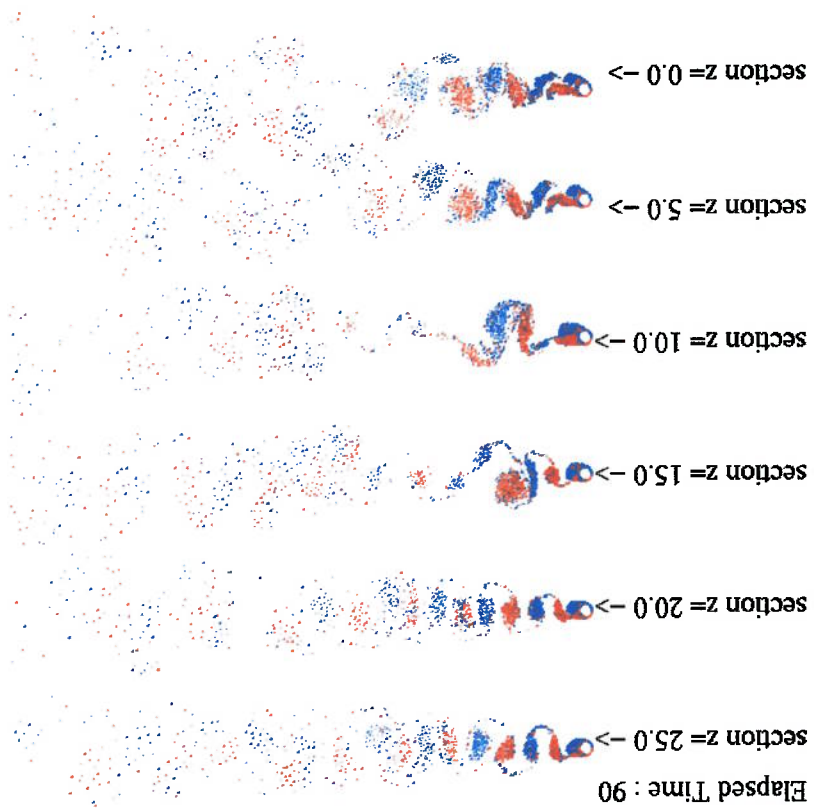 Elapsed Time : 90
section z= 25.0 ->
section z= 20.0 ->
section z= 15.0 ->
section z= 10.0 ->
section z= 5.0 ->
section z= 0.0 ->